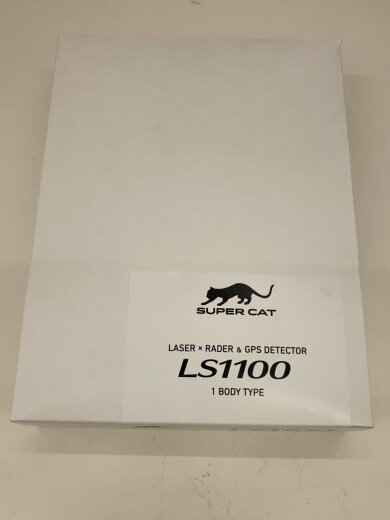 SUPER CAT
LASER × RADER & GPS DETECTOR
LS1100
1 BODY TYPE